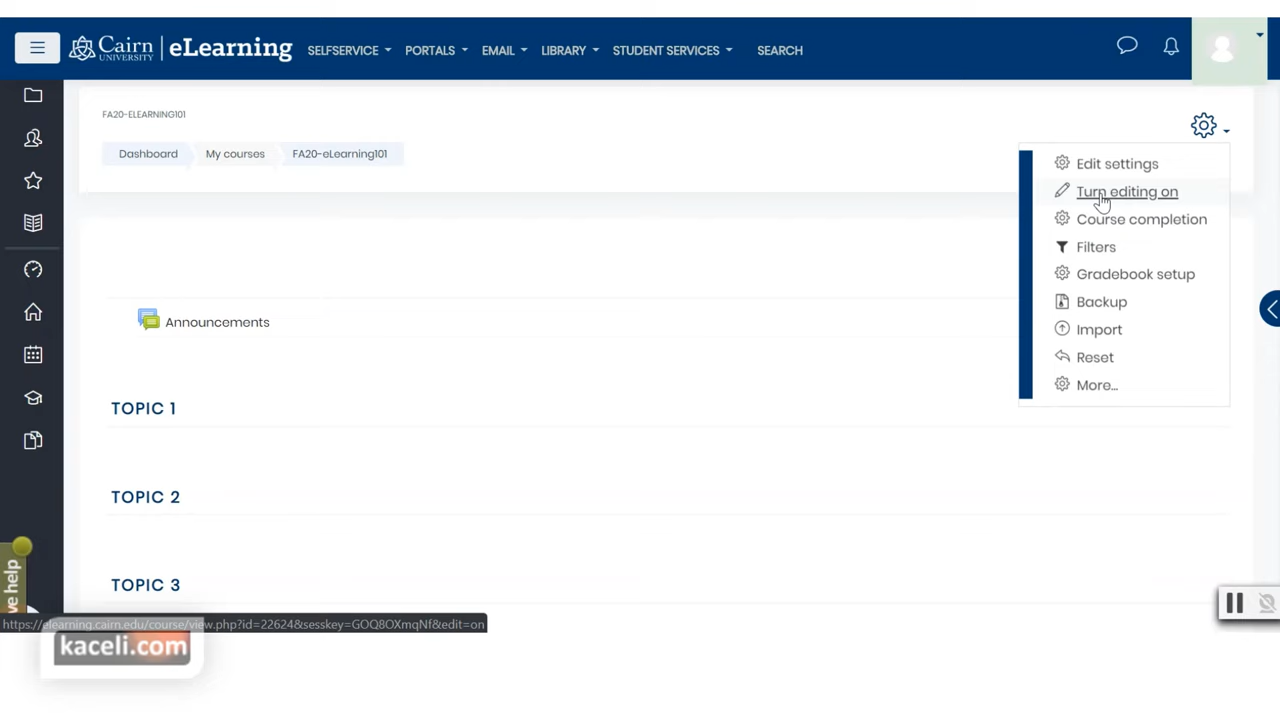 Cairn UNIVERSITY eLearning SELFSERVICE PORTALS EMAIL LIBRARY STUDENT SERVICES SEARCH
FA20-ELEARNING101
Dashboard My courses FA20-eLearning101
Edit settings
Turn editing on
Course completion
Filters
Gradebook setup
Backup
Import
Reset
More...
Announcements
TOPIC 1
TOPIC 2
TOPIC 3
ve help
https://elearning.cairn.edu/course/view.php?id=22624&sesskey=GOQ8OXmqNf&edit=on
kaceli.com